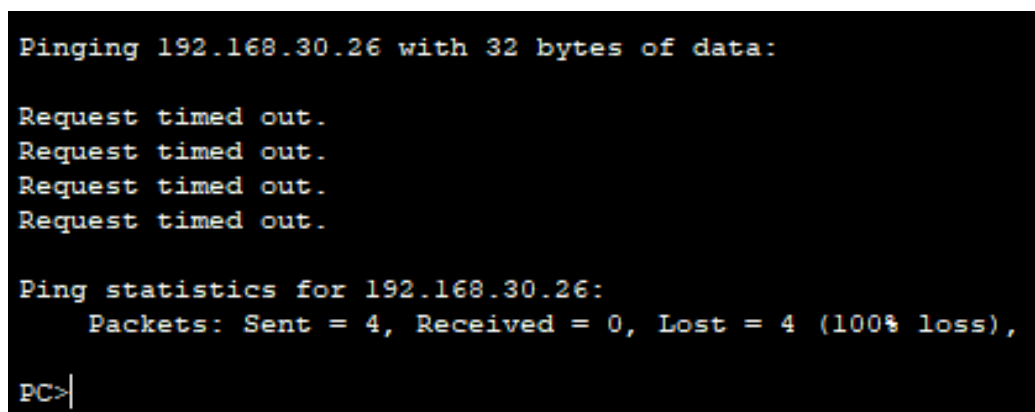 Pinging 192.168.30.26 with 32 bytes of data:
Request timed out.
Request timed out.
Request timed out.
Request timed out.
Ping statistics for 192.168.30.26:
Packets: Sent = 4, Received = 0, Lost = 4 (100% loss),
PC>